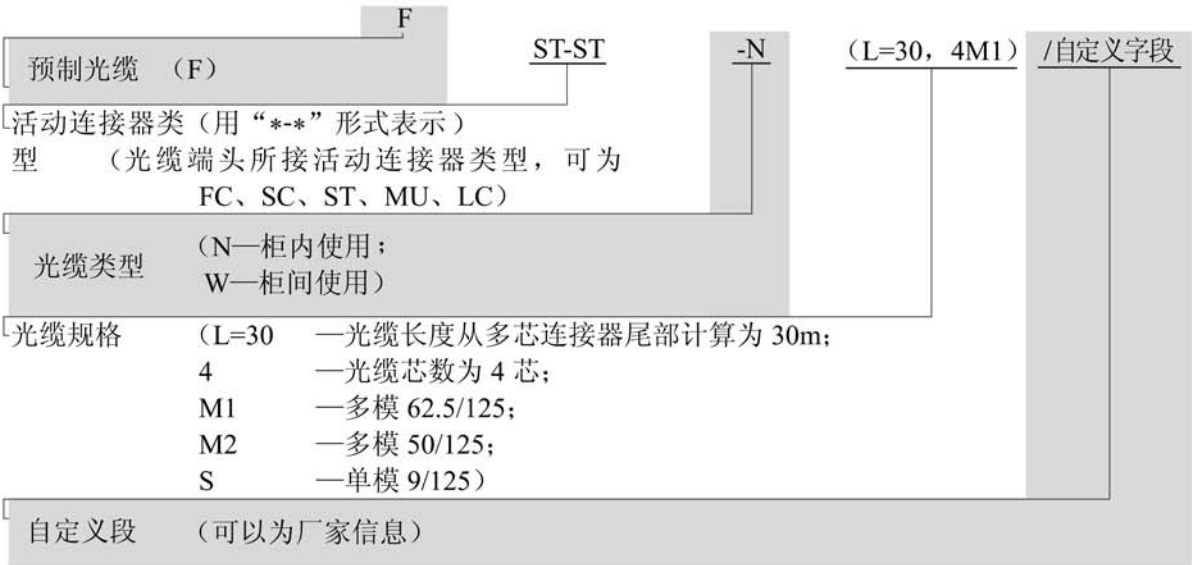 F
ST-ST -N (L=30，4M1) /自定义字段
预制光缆 （F）
活动连接器类（用“*-*”形式表示）
型 （光缆端头所接活动连接器类型，可为
FC、SC、ST、MU、LC）
光缆类型 （N—柜内使用；
W—柜间使用）
光缆规格 （L=30 —光缆长度从多芯连接器尾部计算为 30m；
4 —光缆芯数为 4 芯；
M1 —多模 62.5/125；
M2 —多模 50/125；
S —单模 9/125）
自定义段 （可以为厂家信息）